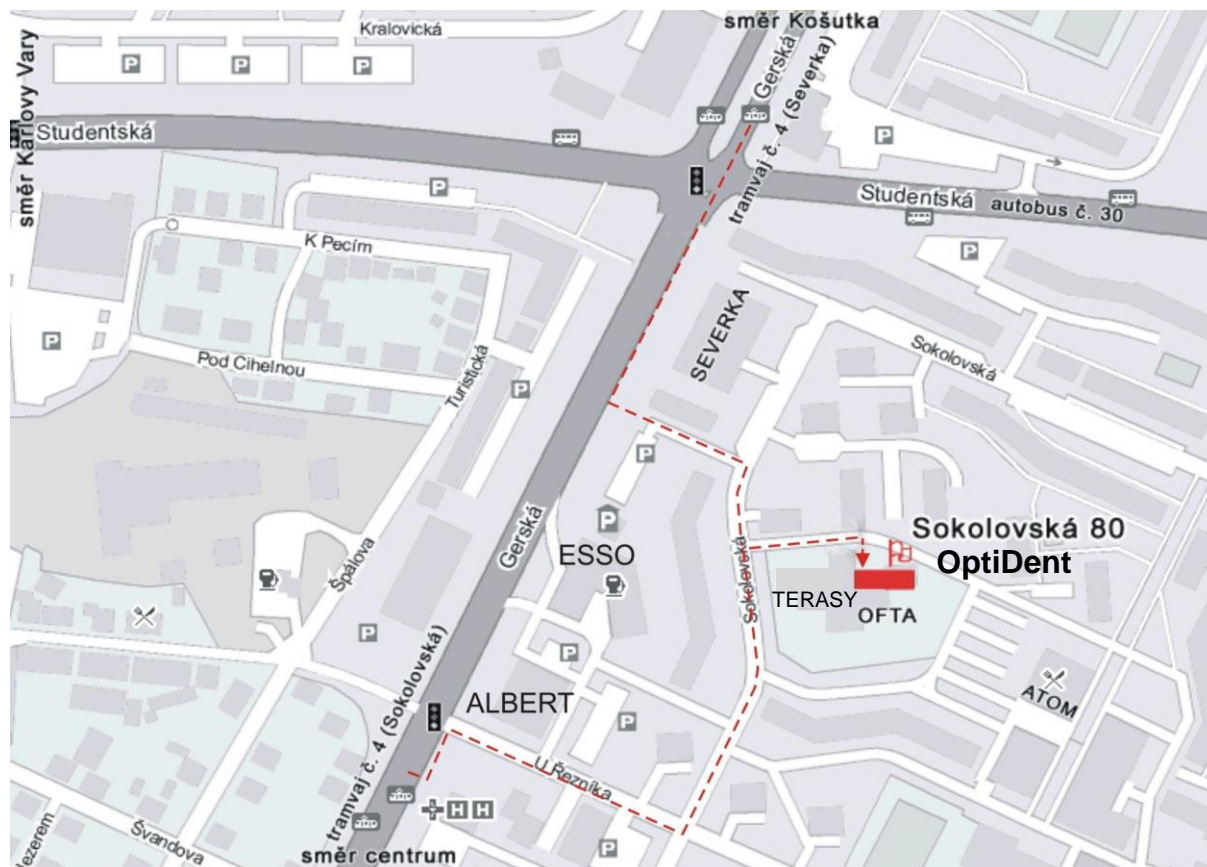 směr Košutka
Kralovická
P
P
P
Gerská
směr Karlovy Vary
Studentská
P
tramvaj č. 4 (Severka)
P
Studentská
autobus č. 30
K Pecím
P
SEVERKA
Sokolovská
P
Pod Cihelnou
Turistická
P
P
Gerská
P
Sokolovská 80
OptiDent
ESSO
Sokolovská
TERASY
OFTA
Špálova
P
P
ATOM
ALBERT
P
tramvaj č. 4 (Sokolovská)
U Řezníka
H H
Švandova
P
směr centrum